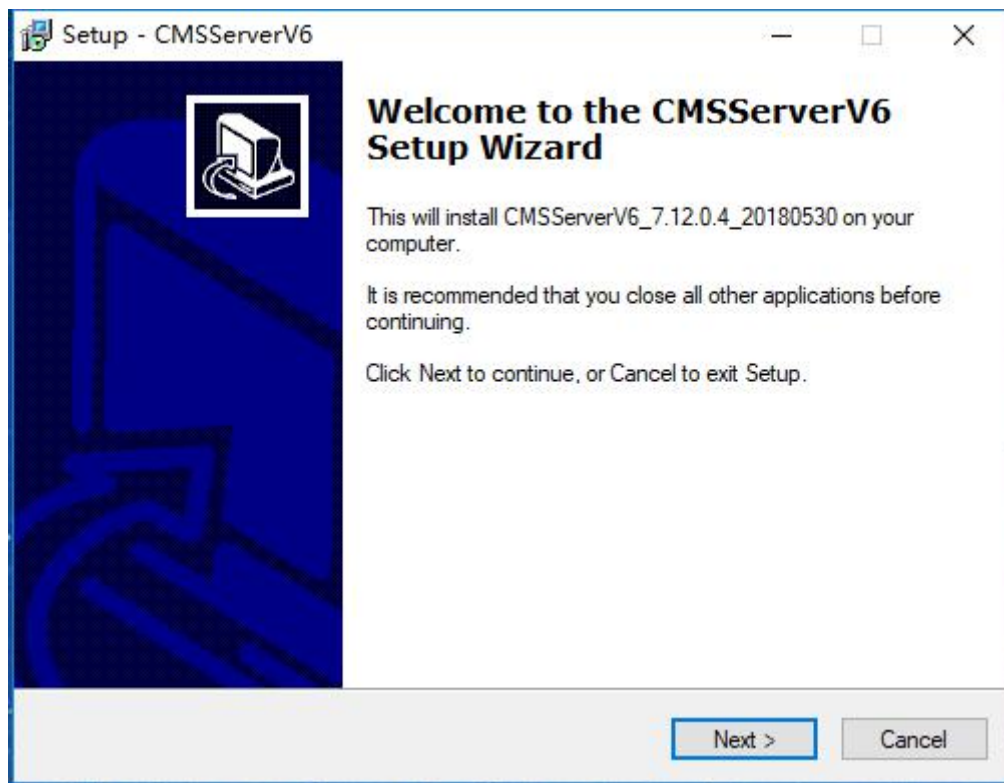 Setup - CMSServerV6
Welcome to the CMSServerV6
Setup Wizard
This will install CMSServerV6_7.12.0.4_20180530 on your
computer.
It is recommended that you close all other applications before
continuing.
Click Next to continue, or Cancel to exit Setup.
Next >
Cancel